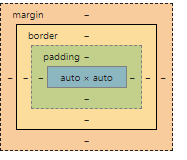 margin –
border –
padding –
– – – auto × auto – – –
–
–
–